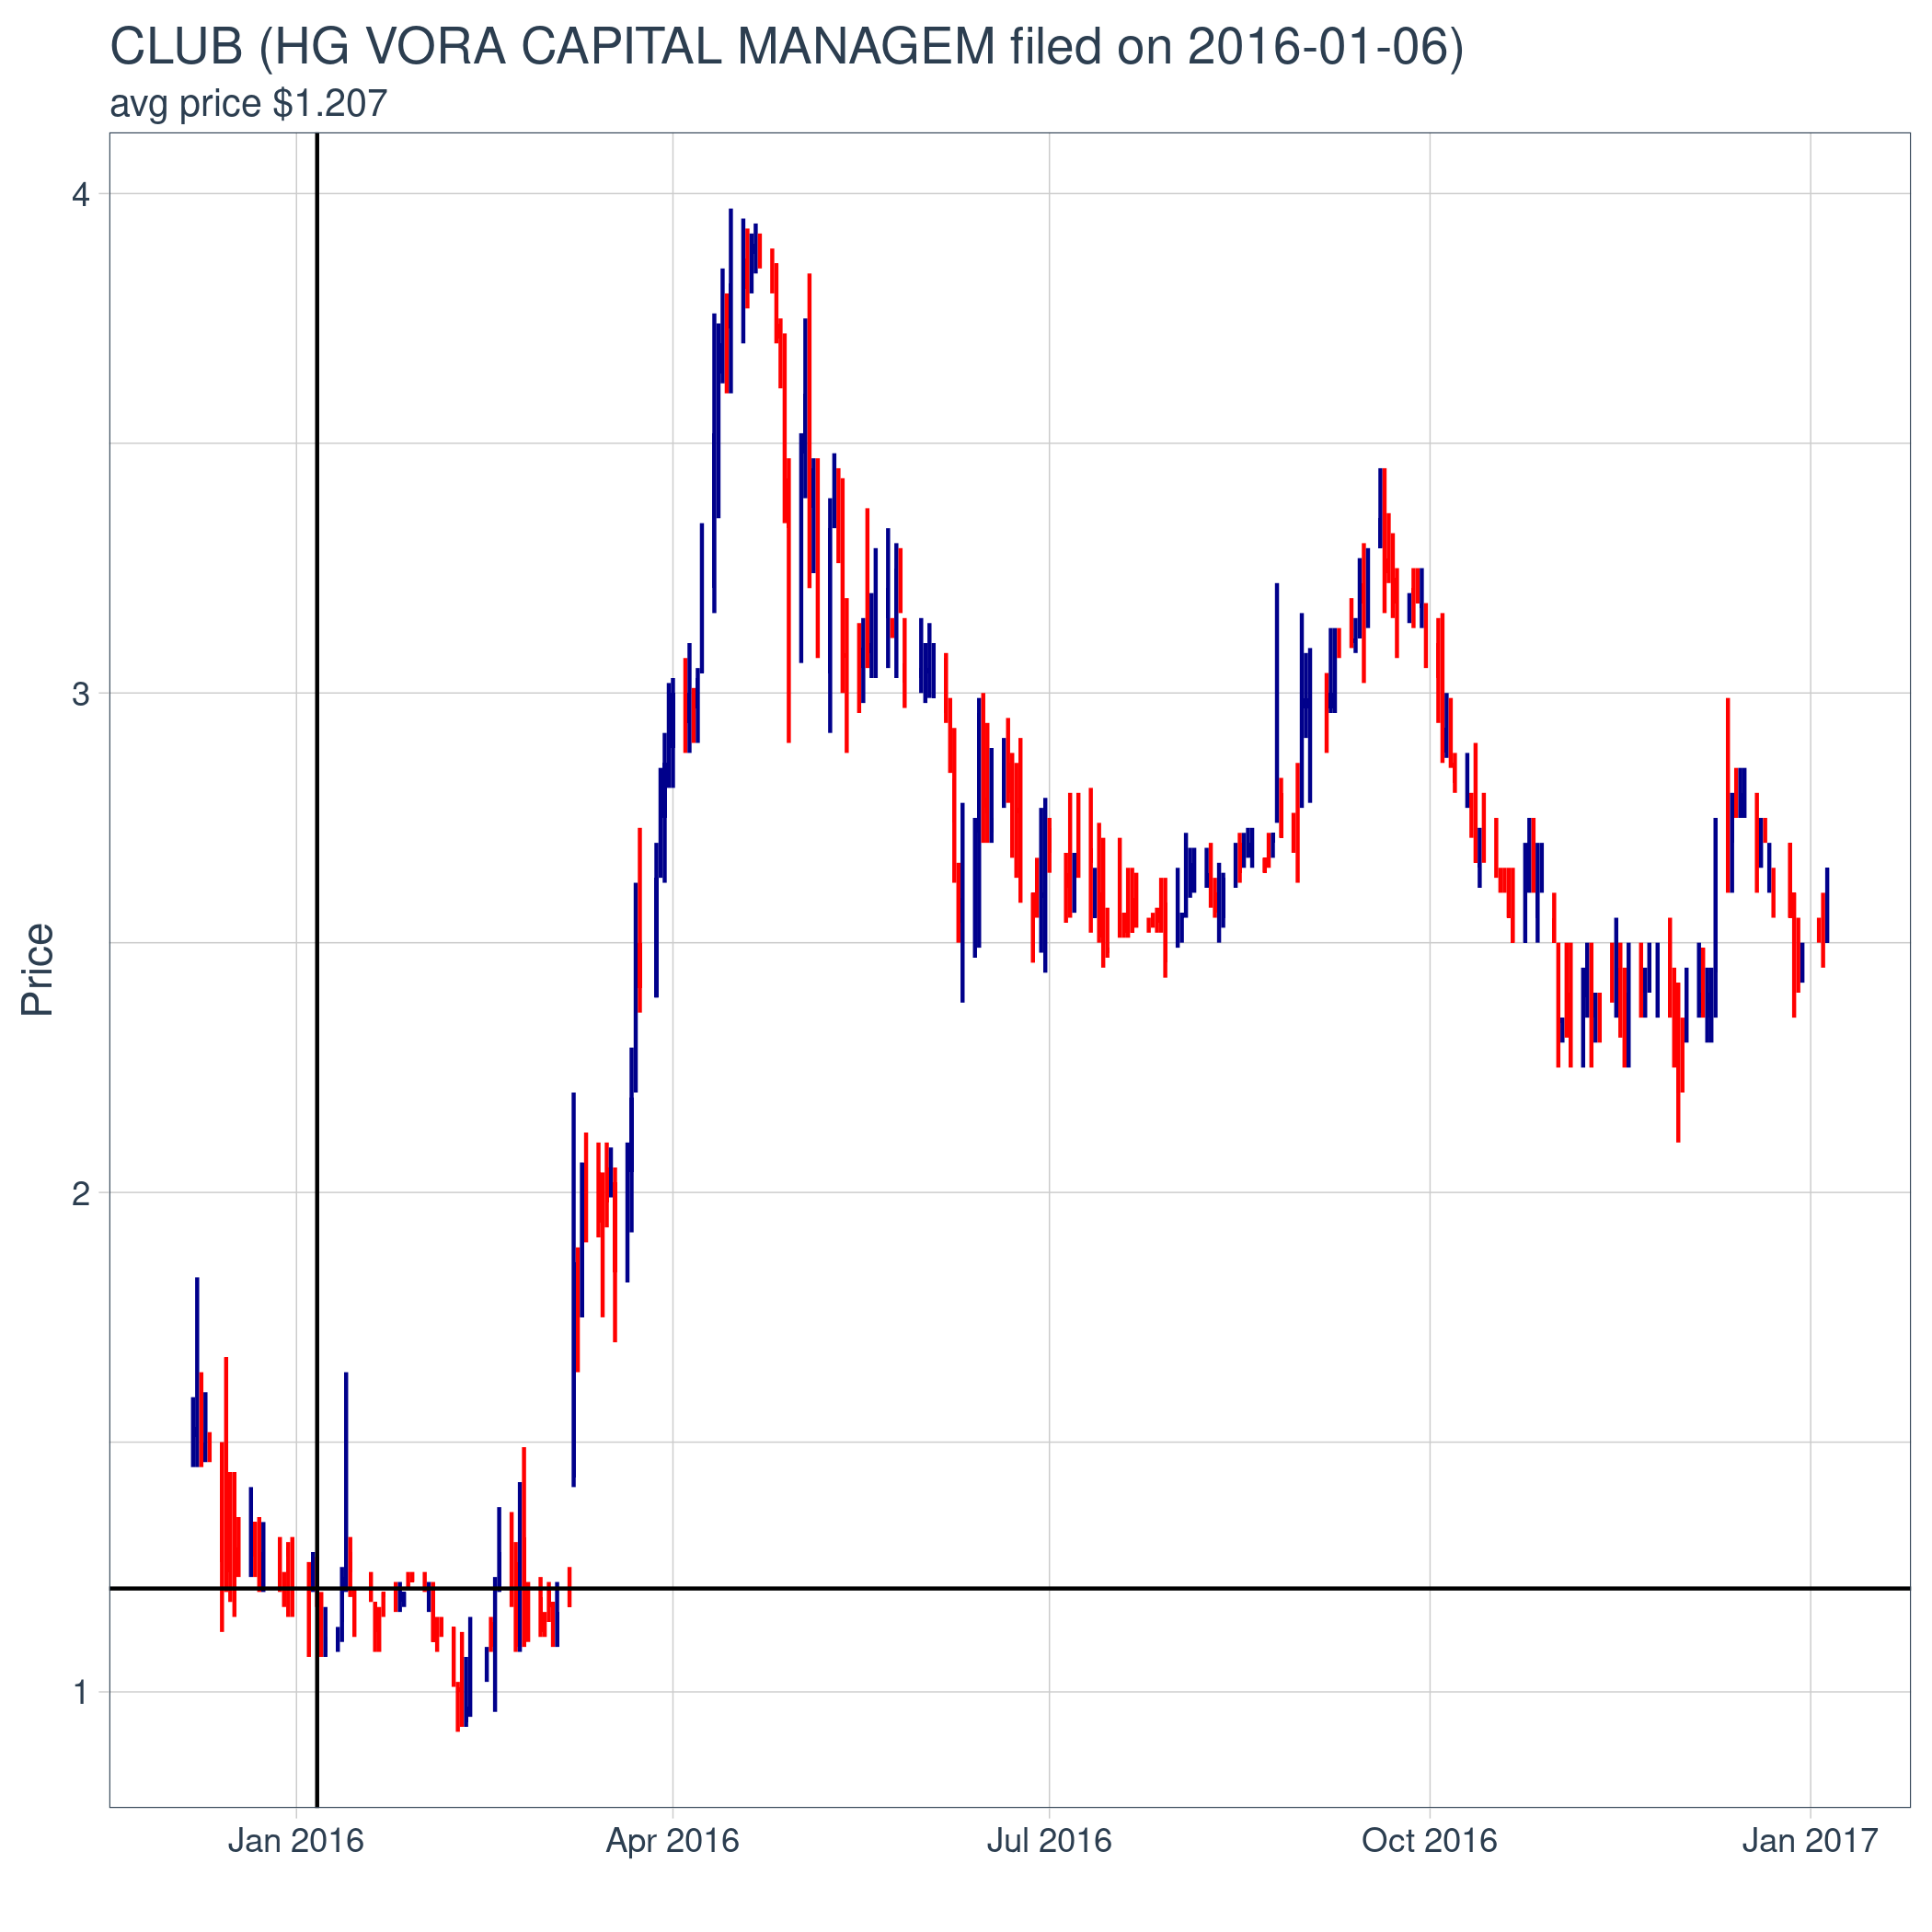 CLUB (HG VORA CAPITAL MANAGEM filed on 2016-01-06)
avg price $1.207
4
3
2
1
Price
Jan 2016
Apr 2016
Jul 2016
Oct 2016
Jan 2017